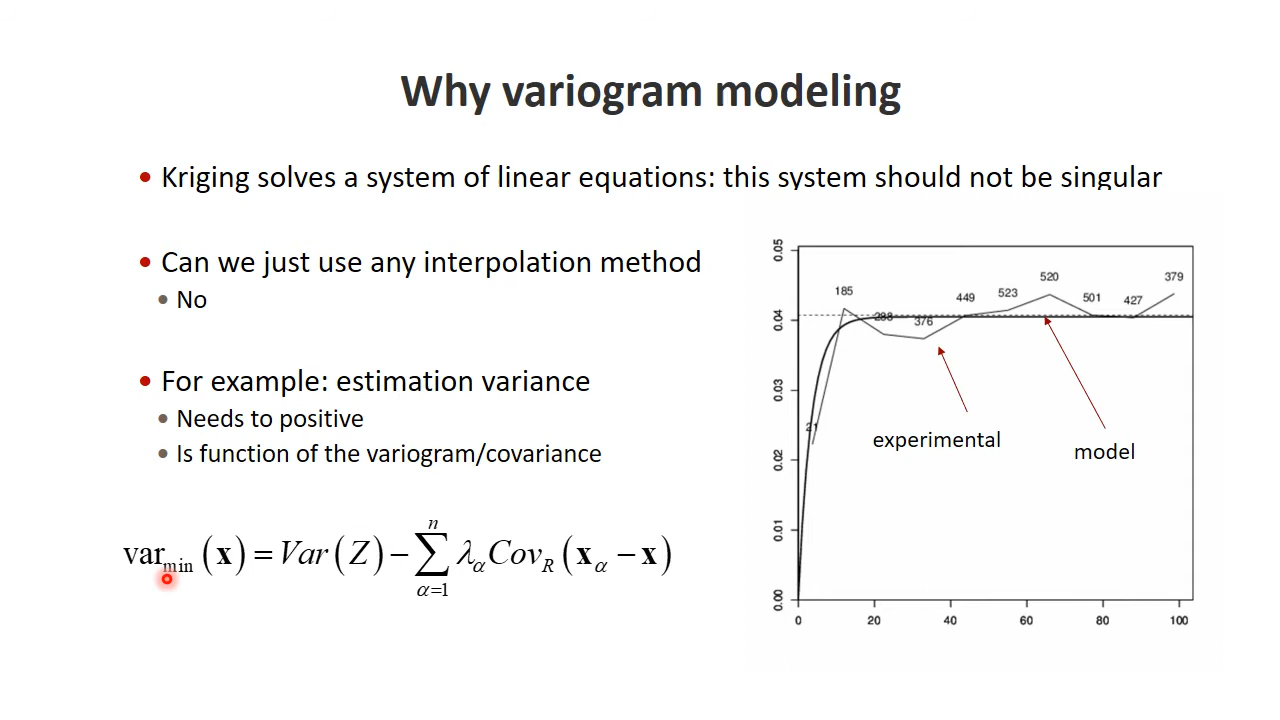 Why variogram modeling
• Kriging solves a system of linear equations: this system should not be singular
• Can we just use any interpolation method
• No
• For example: estimation variance
• Needs to positive
• Is function of the variogram/covariance
var_min(x) = Var(Z) − ∑_{α=1}^{n} λ_α Cov_R(x_α − x)
0.05
0.04
0.03
0.02
0.01
0.00
185
288
376
449
523
520
501
427
379
21
experimental
model
0 20 40 60 80 100